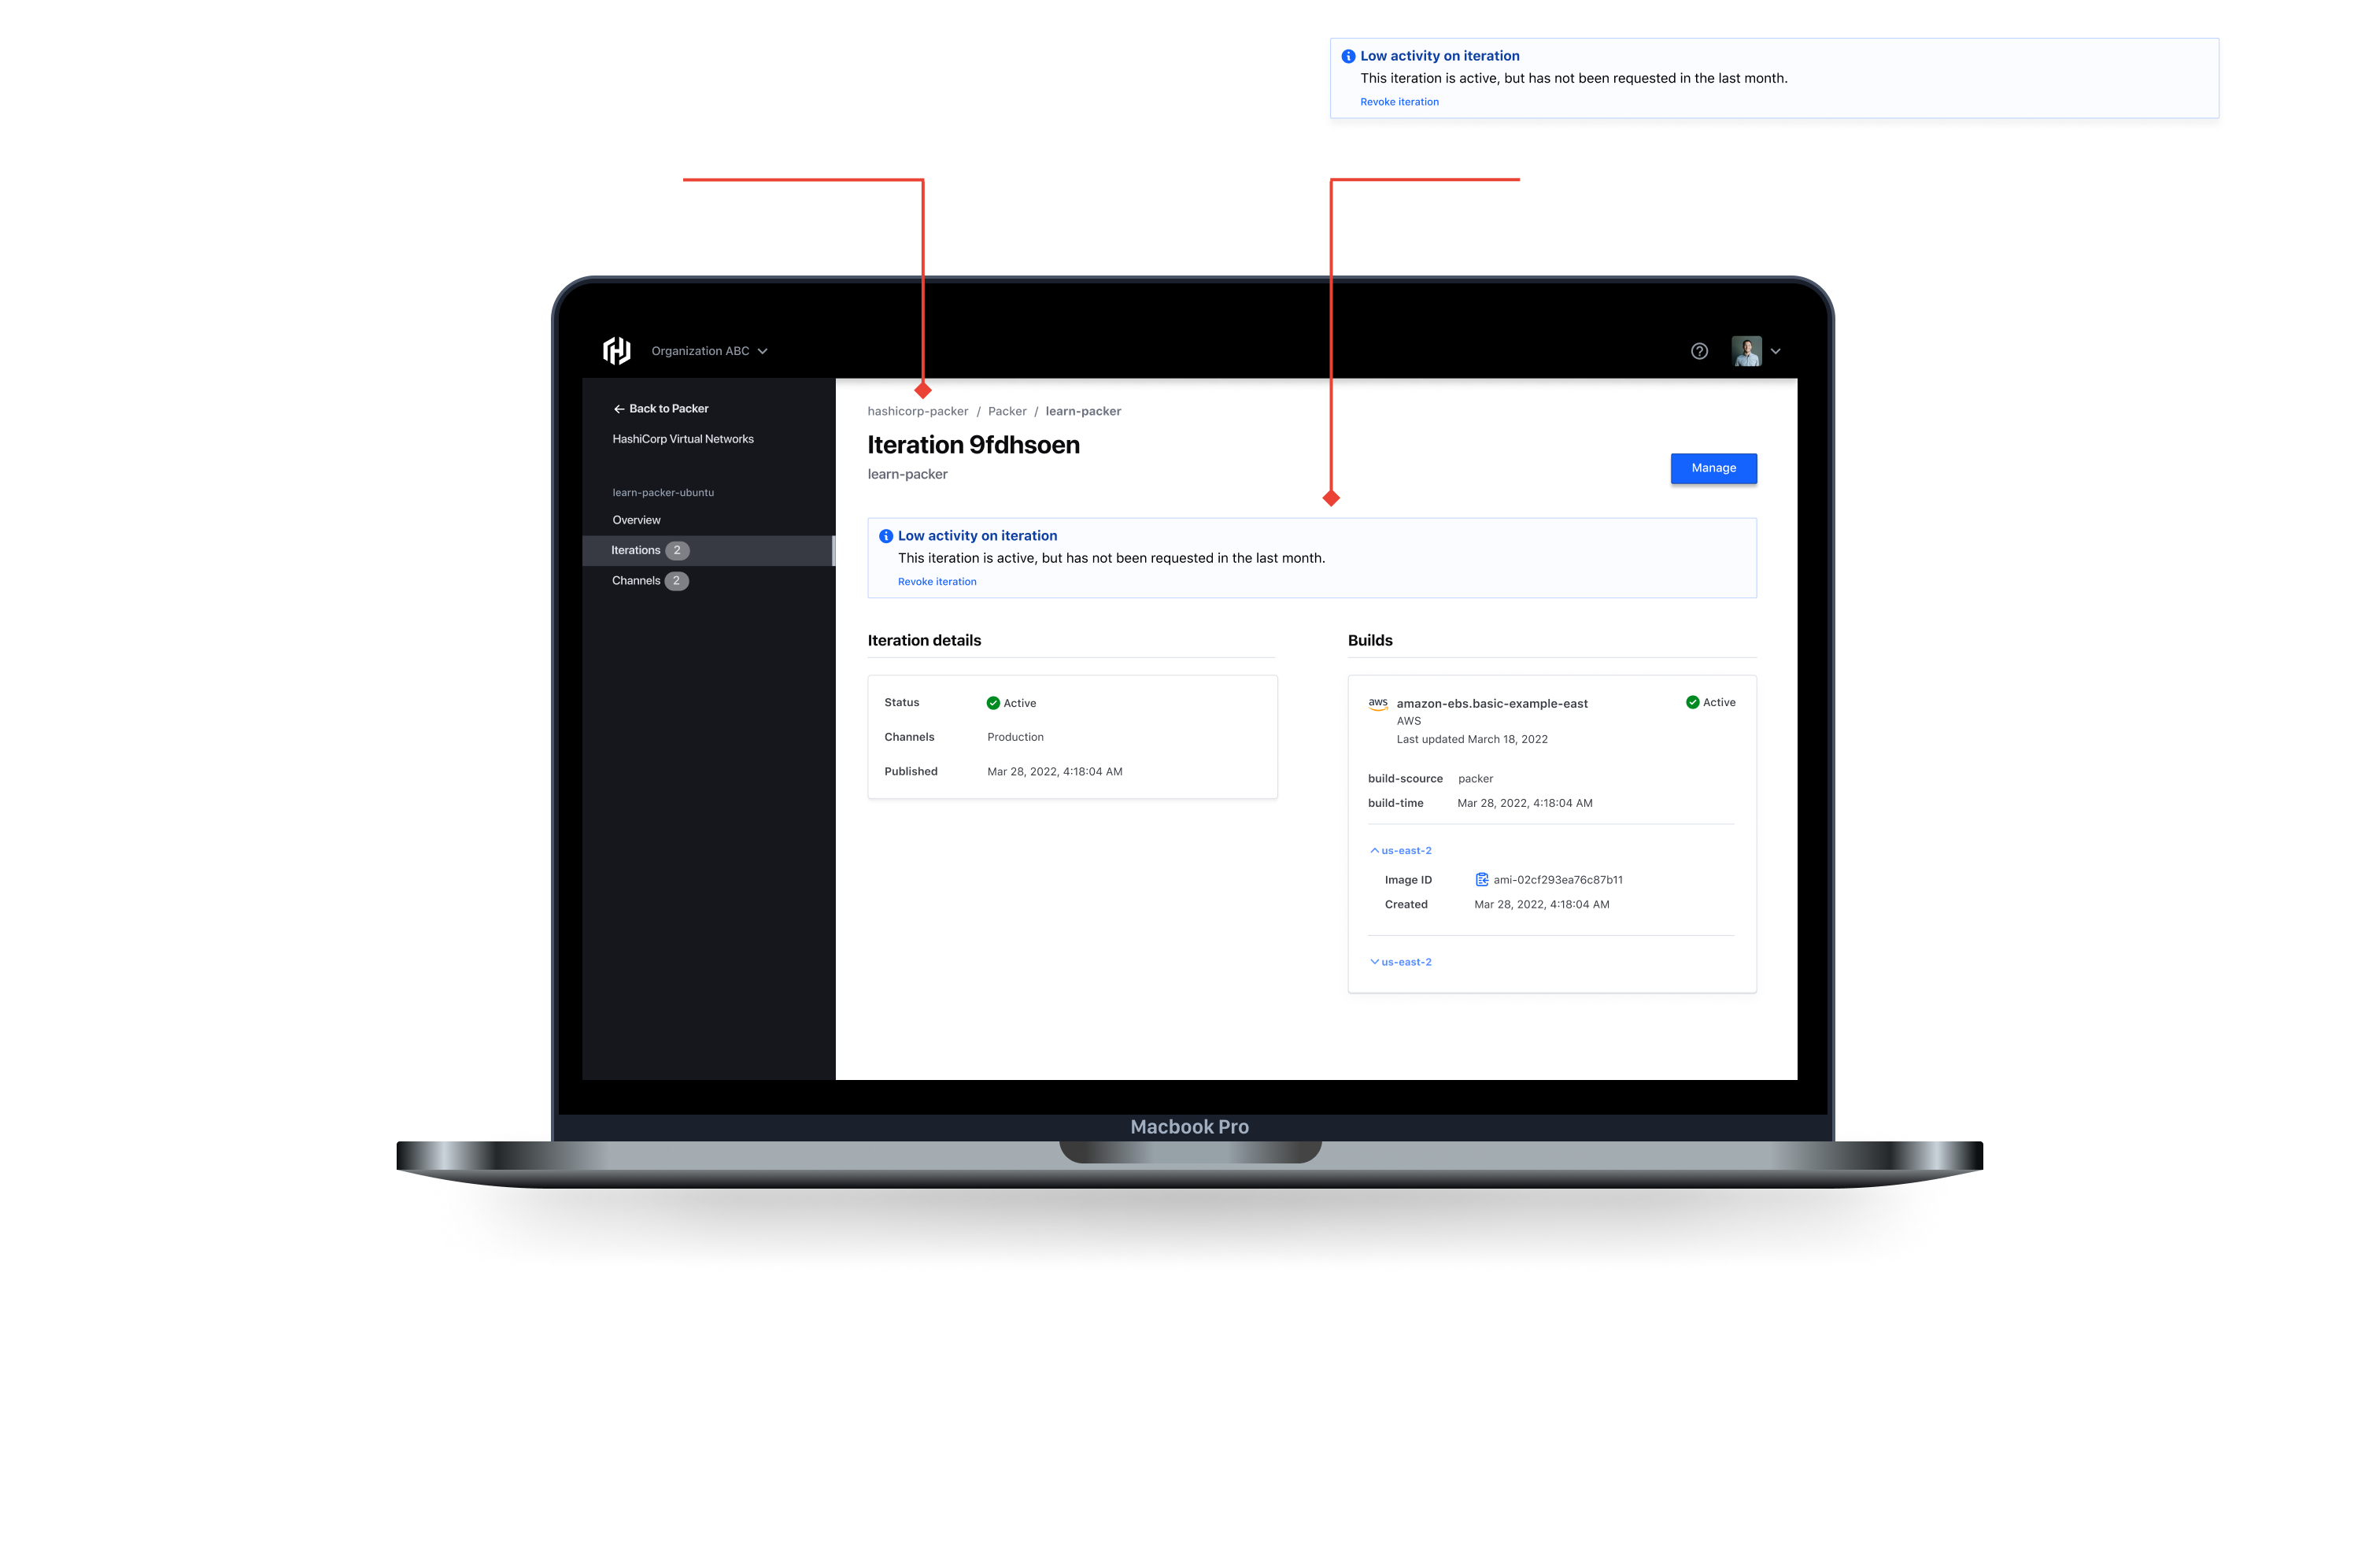 Low activity on iteration
This iteration is active, but has not been requested in the last month.
Revoke iteration
Organization ABC
Back to Packer
HashiCorp Virtual Networks
learn-packer-ubuntu
Overview
Iterations 2
Channels 2
hashicorp-packer / Packer / learn-packer
Iteration 9fdhsoen
learn-packer
Manage
Low activity on iteration
This iteration is active, but has not been requested in the last month.
Revoke iteration
Iteration details
Status Active
Channels Production
Published Mar 28, 2022, 4:18:04 AM
Builds
aws amazon-ebs.basic-example-east Active
AWS
Last updated March 18, 2022
build-scource packer
build-time Mar 28, 2022, 4:18:04 AM
us-east-2
Image ID ami-02cf293ea76c87b11
Created Mar 28, 2022, 4:18:04 AM
us-east-2
Macbook Pro